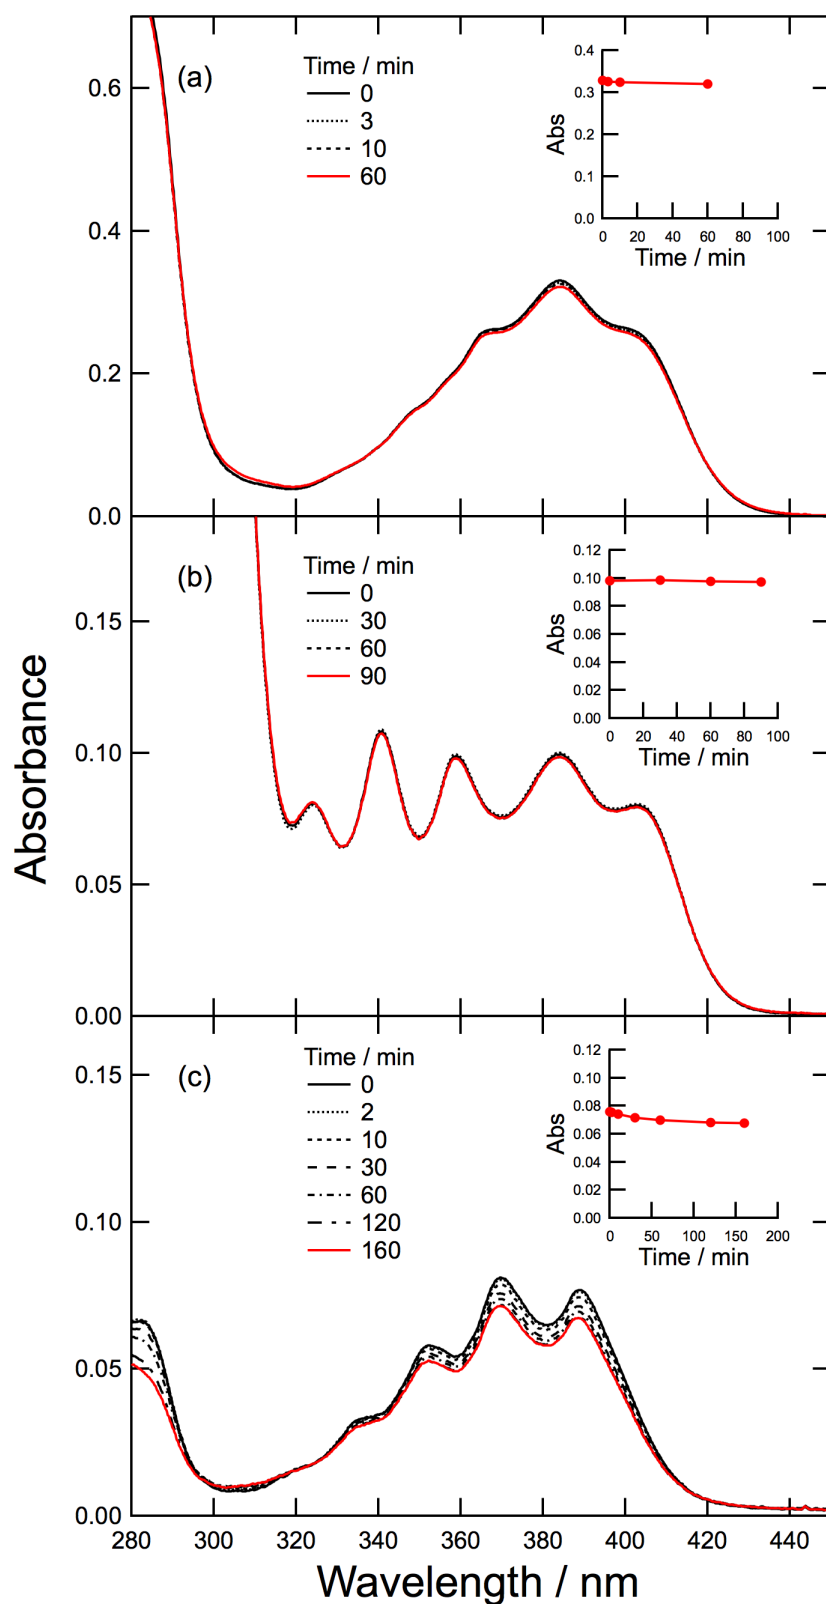 Absorbance
(a)
Time / min
0
3
10
60
0.6
0.4
0.2
0.0
0.4
0.3
0.2
0.1
0.0
Abs
0 20 40 60 80 100
Time / min
(b)
Time / min
0
30
60
90
0.15
0.10
0.05
0.00
0.12
0.10
0.08
0.06
0.04
0.02
0.00
Abs
0 20 40 60 80 100
Time / min
(c)
Time / min
0
2
10
30
60
120
160
0.15
0.10
0.05
0.00
0.12
0.10
0.08
0.06
0.04
0.02
0.00
Abs
0 50 100 150 200
Time / min
280 300 320 340 360 380 400 420 440
Wavelength / nm